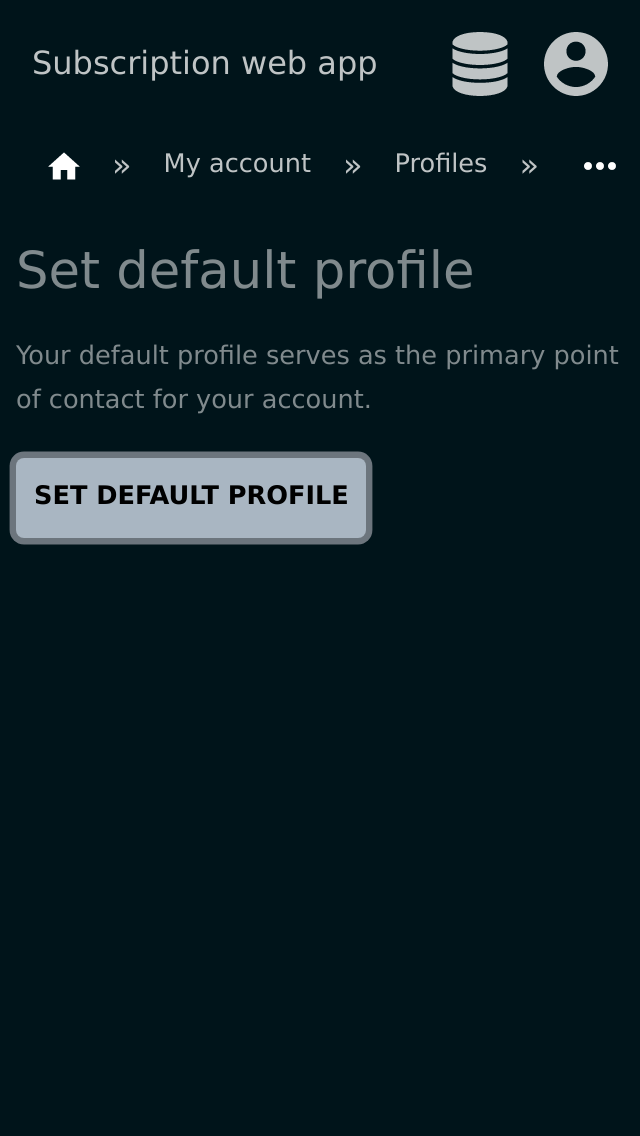 Subscription web app
» My account » Profiles » •••
Set default profile
Your default profile serves as the primary point
of contact for your account.
SET DEFAULT PROFILE